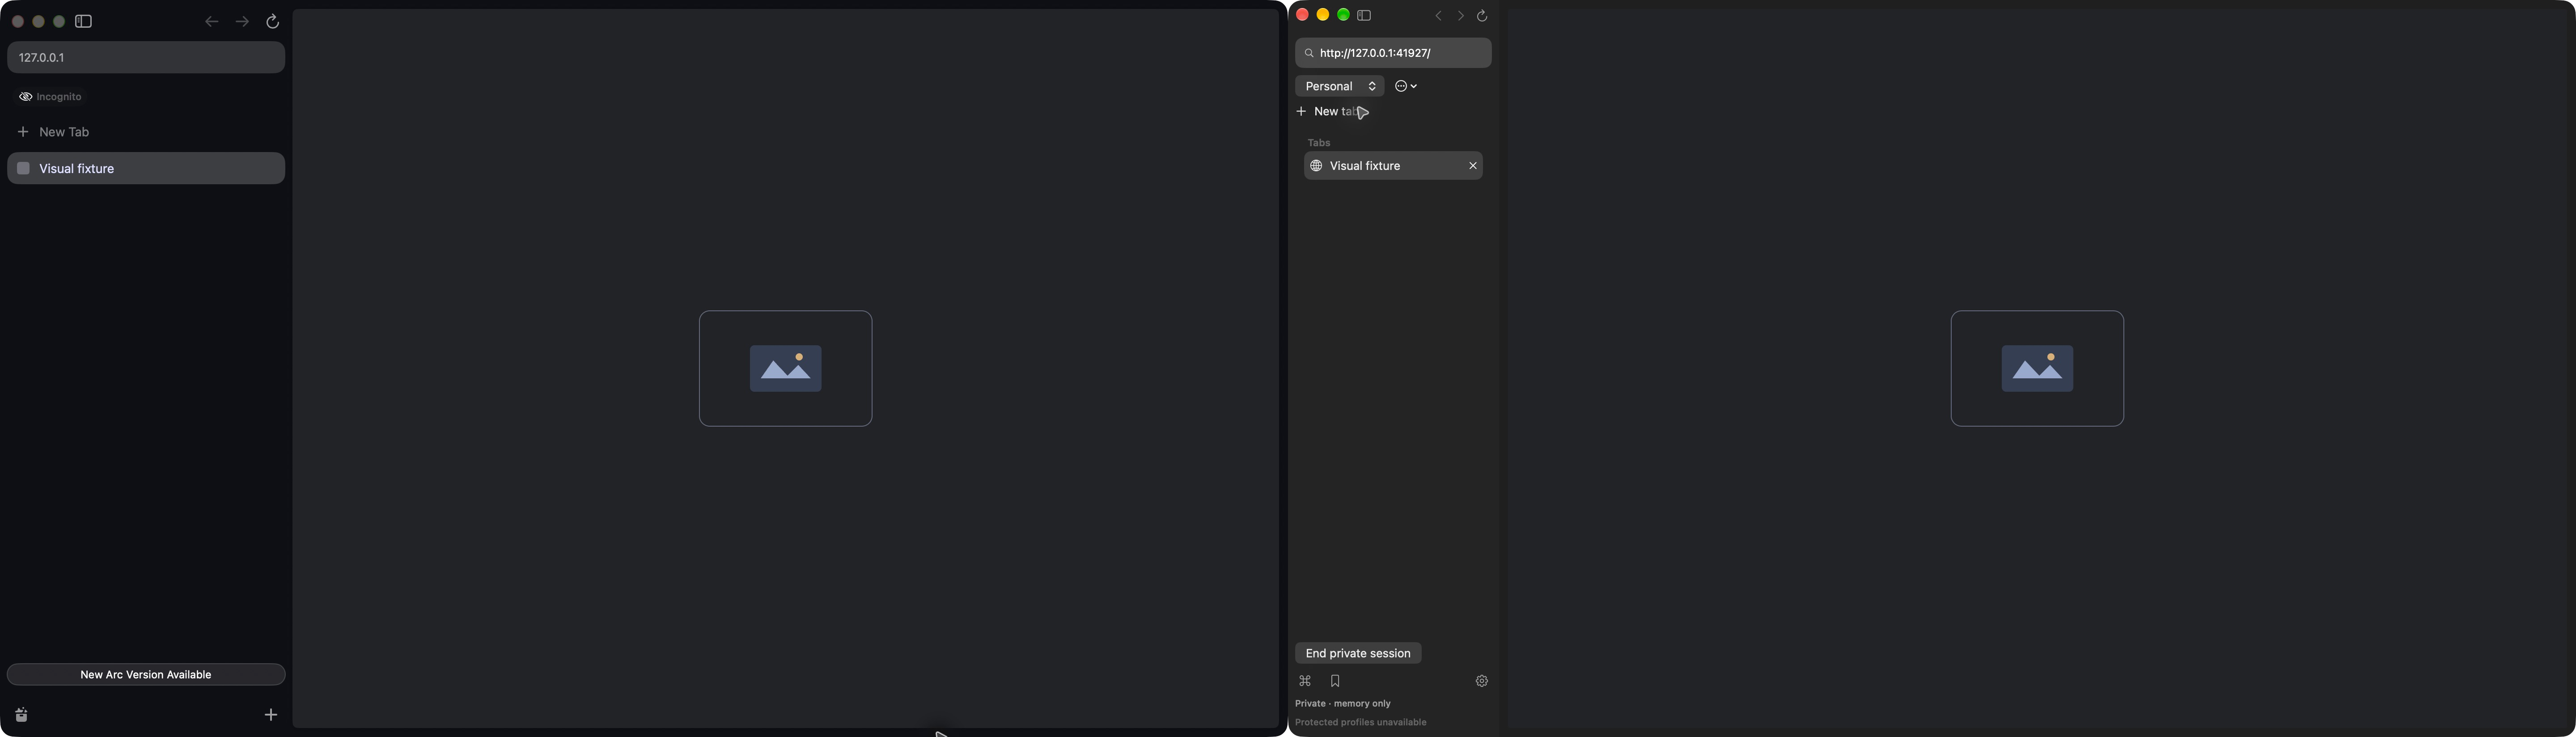 127.0.0.1
Incognito
New Tab
Visual fixture
New Arc Version Available
http://127.0.0.1:41927/
Personal
New tab
Tabs
Visual fixture
End private session
Private · memory only
Protected profiles unavailable